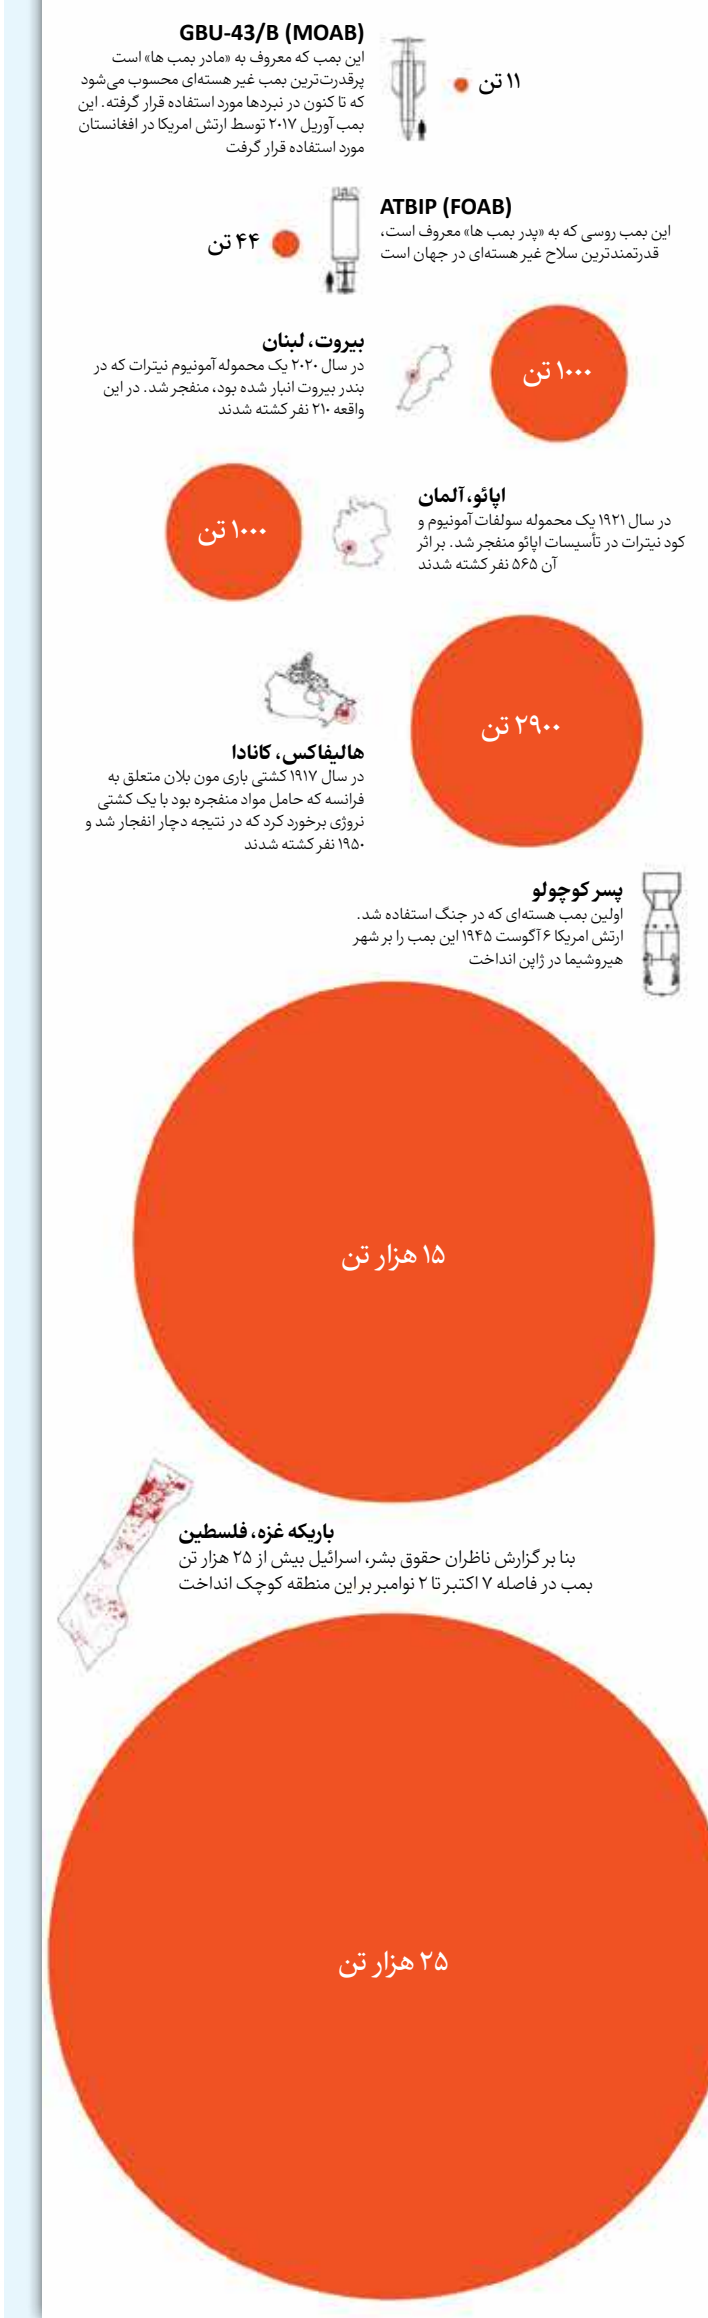 GBU-43/B (MOAB)
این بمب که معروف به «مادر بمب ها» است
پرقدرت‌ترین بمب غیر هسته‌ای محسوب می‌شود
که تا کنون در نبردها مورد استفاده قرار گرفته. این
بمب آوریل ۲۰۱۷ توسط ارتش امریکا در افغانستان
مورد استفاده قرار گرفت
۱۱ تن
ATBIP (FOAB)
این بمب روسی که به «پدر بمب ها» معروف است،
قدرتمندترین سلاح غیر هسته‌ای در جهان است
۴۴ تن
بیروت، لبنان
در سال ۲۰۲۰ یک محموله آمونیوم نیترات که در
بندر بیروت انبار شده بود، منفجر شد. در این
واقعه ۲۱۰ نفر کشته شدند
۱۰۰۰ تن
اپائو، آلمان
در سال ۱۹۲۱ یک محموله سولفات آمونیوم و
کود نیترات در تأسیسات اپائو منفجر شد. بر اثر
آن ۵۶۵ نفر کشته شدند
۱۰۰۰ تن
هالیفاکس، کانادا
در سال ۱۹۱۷ کشتی باری مون بلان متعلق به
فرانسه که حامل مواد منفجره بود با یک کشتی
نروژی برخورد کرد که در نتیجه دچار انفجار شد و
۱۹۵۰ نفر کشته شدند
۲۹۰۰ تن
پسر کوچولو
اولین بمب هسته‌ای که در جنگ استفاده شد.
ارتش امریکا ۶ آگوست ۱۹۴۵ این بمب را بر شهر
هیروشیما در ژاپن انداخت
۱۵ هزار تن
باریکه غزه، فلسطین
بنا بر گزارش ناظران حقوق بشر، اسرائیل بیش از ۲۵ هزار تن
بمب در فاصله ۷ اکتبر تا ۲ نوامبر بر این منطقه کوچک انداخت
۲۵ هزار تن